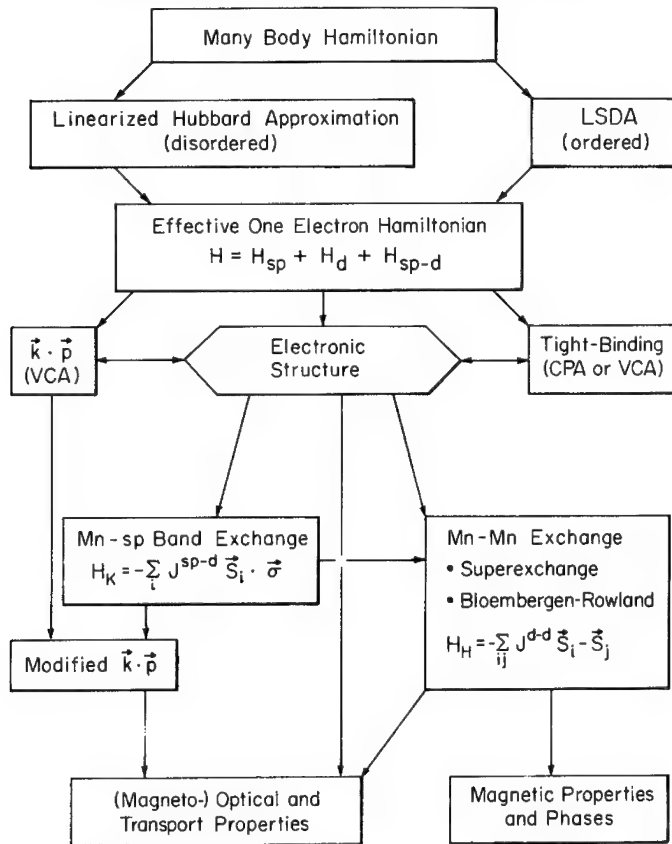 Many Body Hamiltonian
Linearized Hubbard Approximation
(disordered)
LSDA
(ordered)
Effective One Electron Hamiltonian
H = H_sp + H_d + H_sp-d
k⃗ · p⃗
(VCA)
Electronic
Structure
Tight-Binding
(CPA or VCA)
Mn-sp Band Exchange
H_K = -Σ_i J^sp-d S⃗_i · σ⃗
Mn-Mn Exchange
• Superexchange
• Bloembergen-Rowland
H_H = -Σ_ij J^d-d S⃗_i - S⃗_j
Modified k⃗ · p⃗
(Magneto-) Optical and
Transport Properties
Magnetic Properties
and Phases